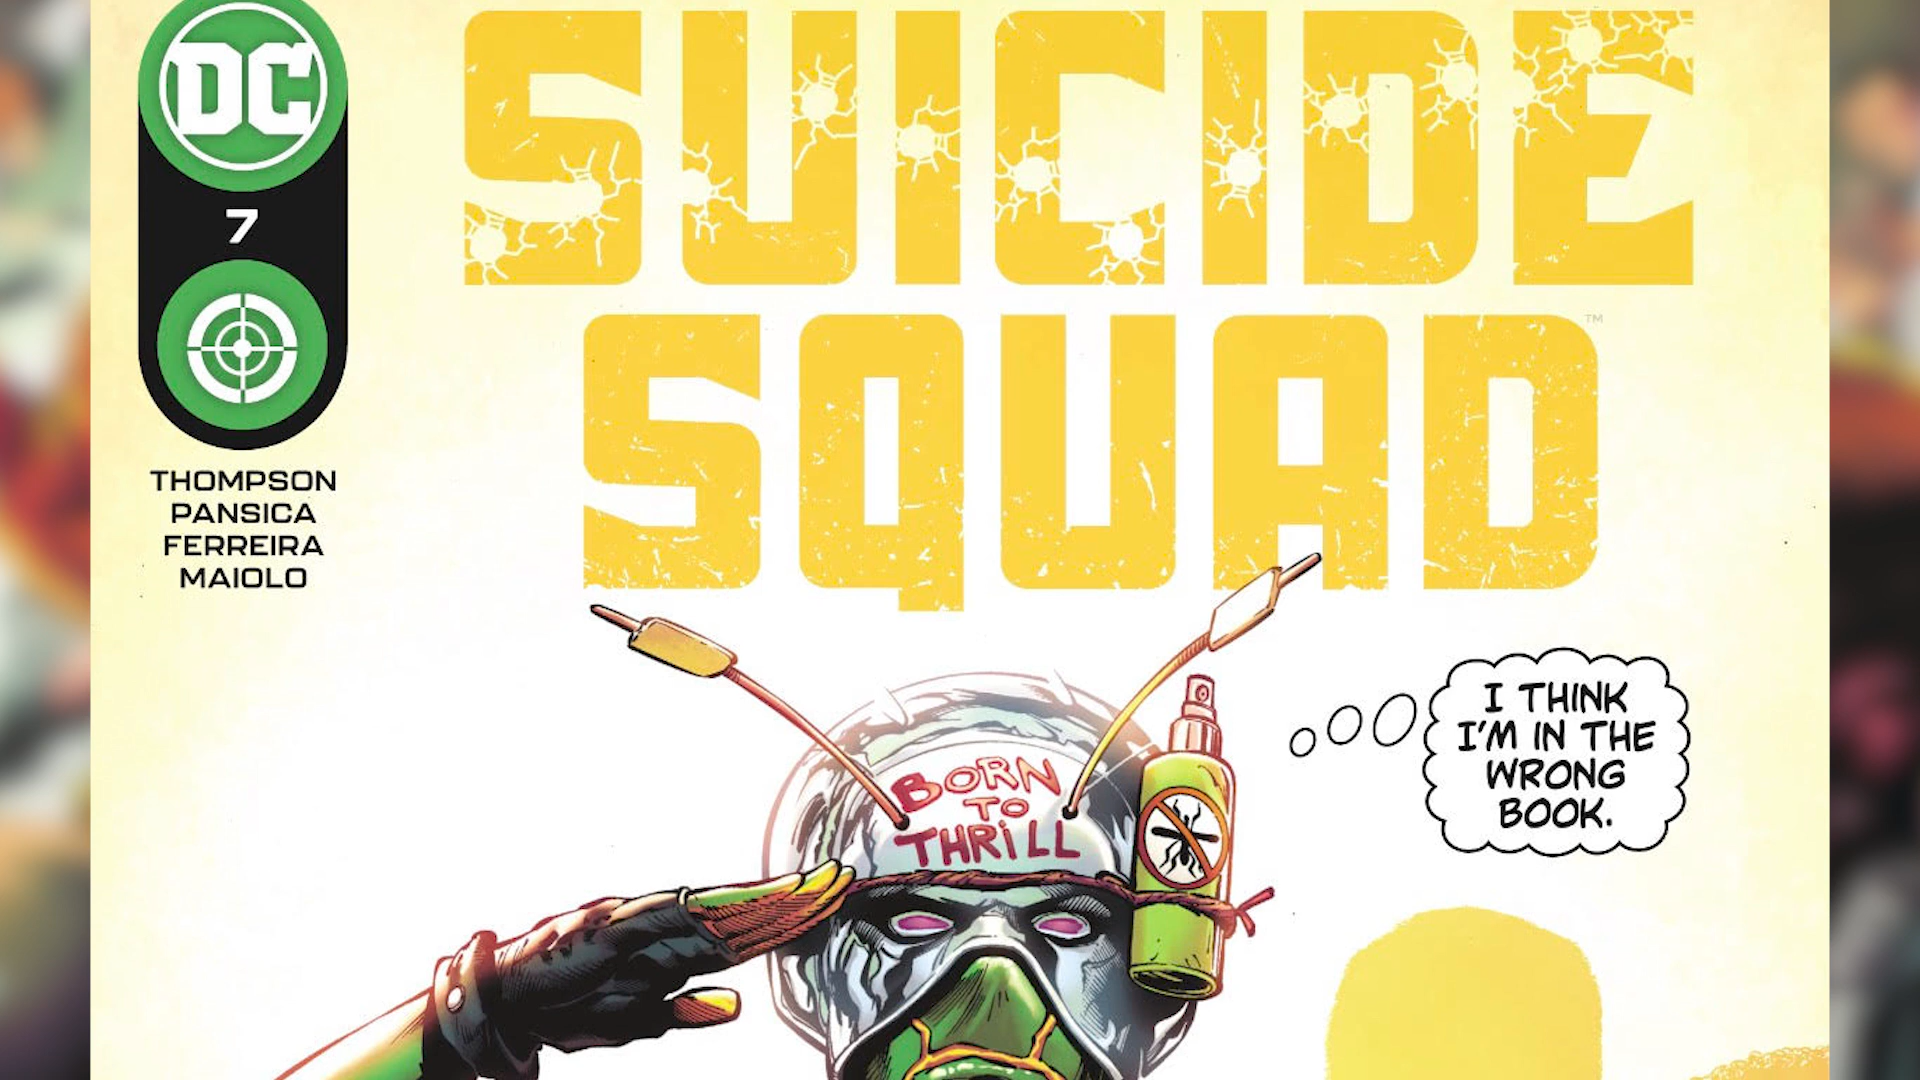 DC
7
THOMPSON
PANSICA
FERREIRA
MAIOLO
SUICIDE
SQUAD
™
I THINK
I'M IN THE
WRONG
BOOK.
BORN
TO
THRiLL